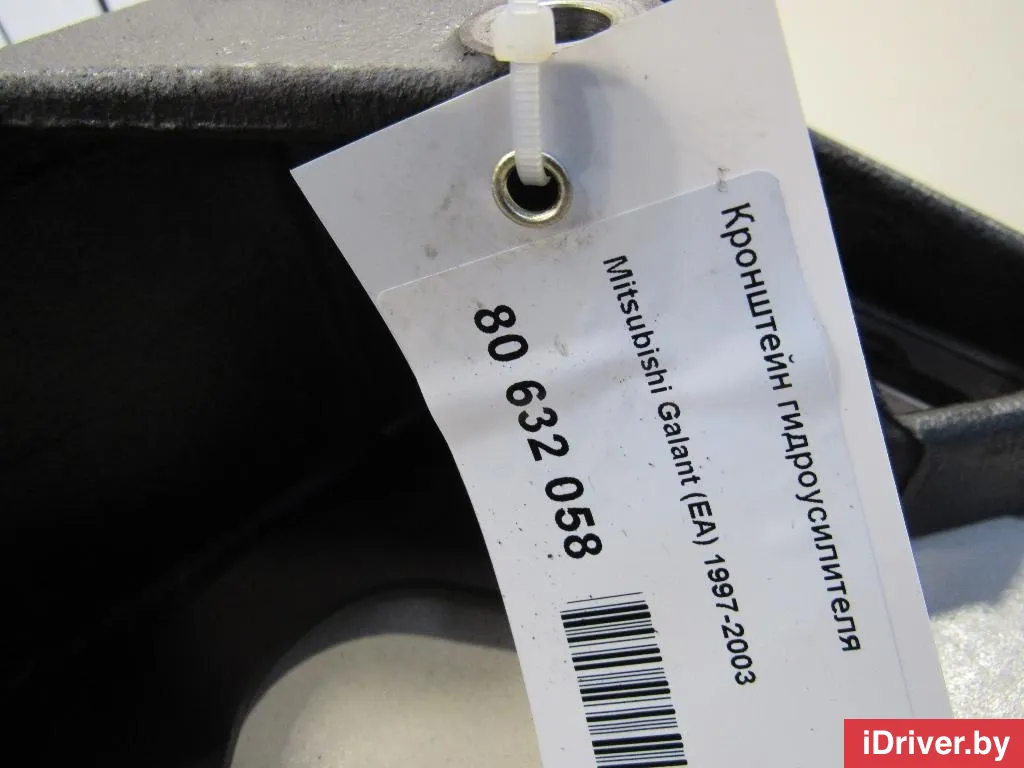 Кронштейн гидроусилителя
Mitsubishi Galant (EA) 1997-2003
80 632 058
iDriver.by